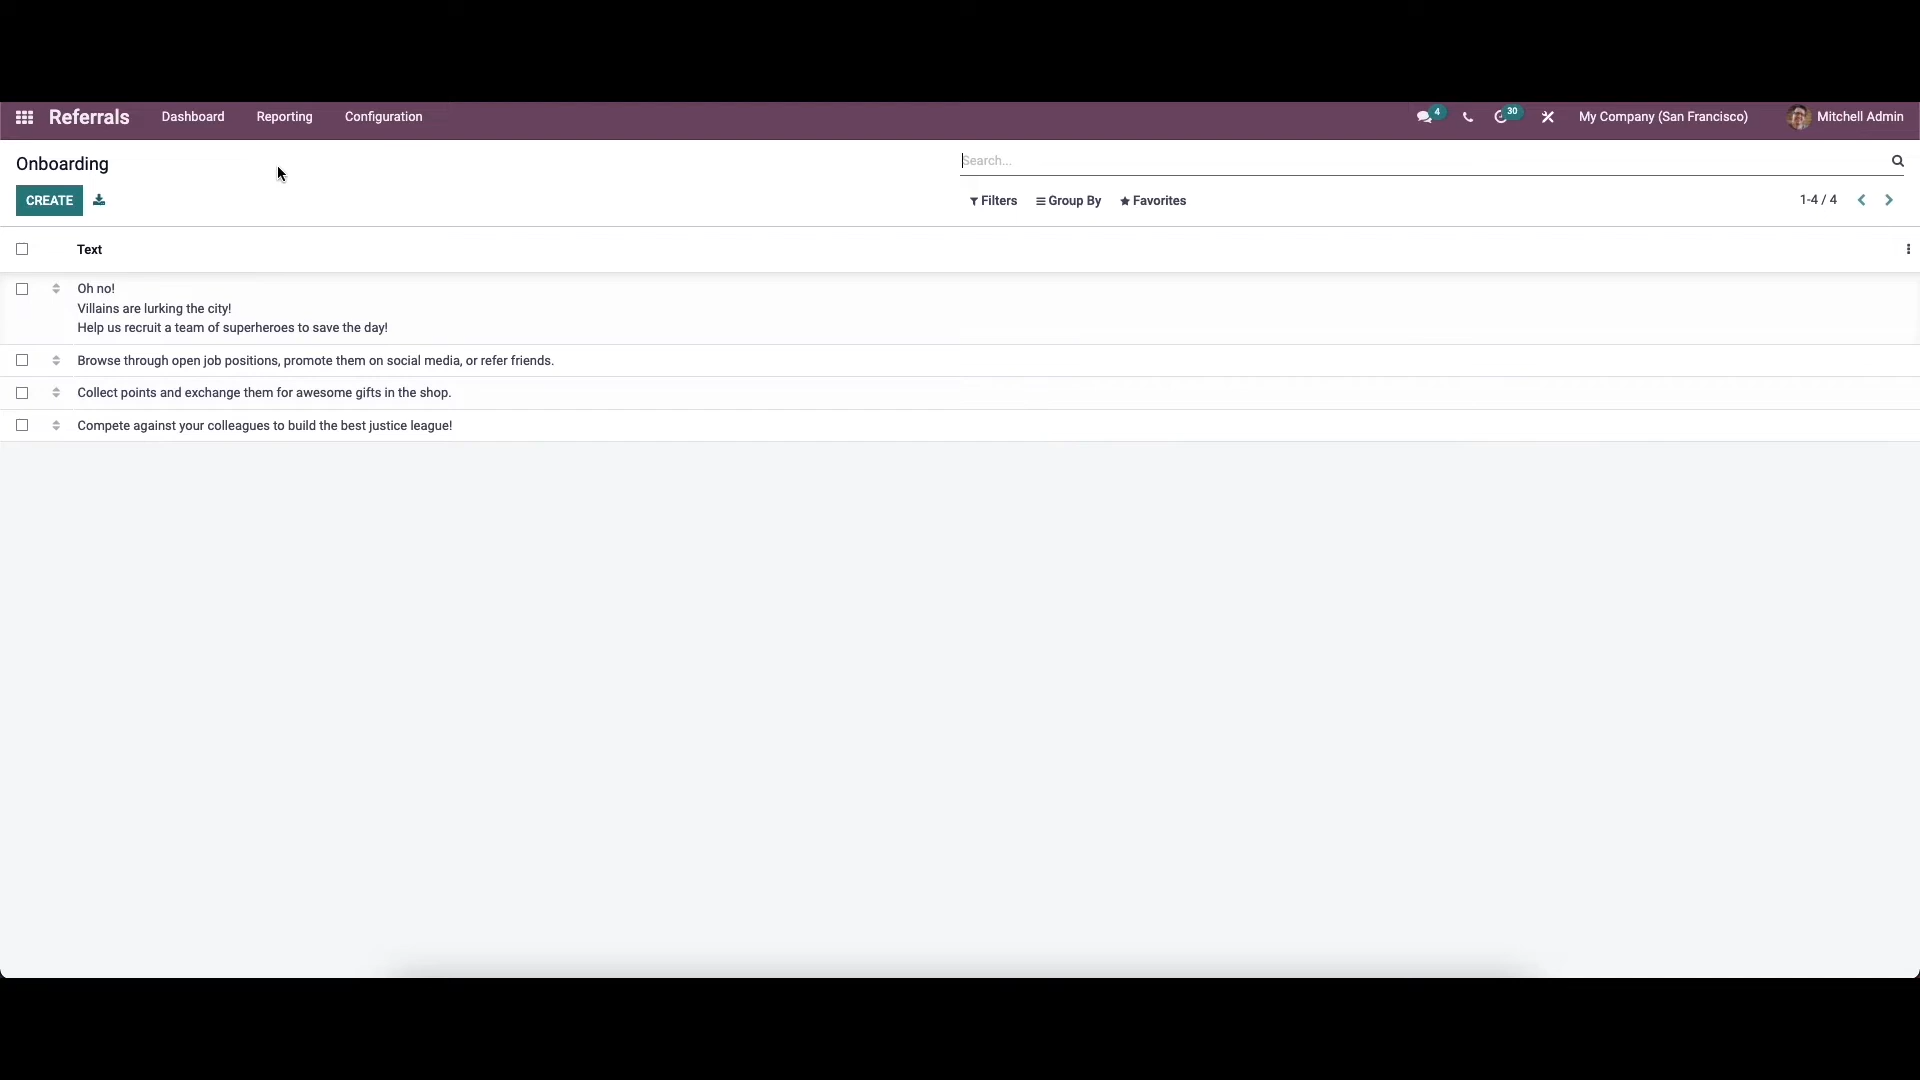 Referrals Dashboard Reporting Configuration 4 30 My Company (San Francisco) Mitchell Admin
Onboarding Search...
CREATE Filters Group By Favorites 1-4 / 4
Text
Oh no!
Villains are lurking the city!
Help us recruit a team of superheroes to save the day!
Browse through open job positions, promote them on social media, or refer friends.
Collect points and exchange them for awesome gifts in the shop.
Compete against your colleagues to build the best justice league!